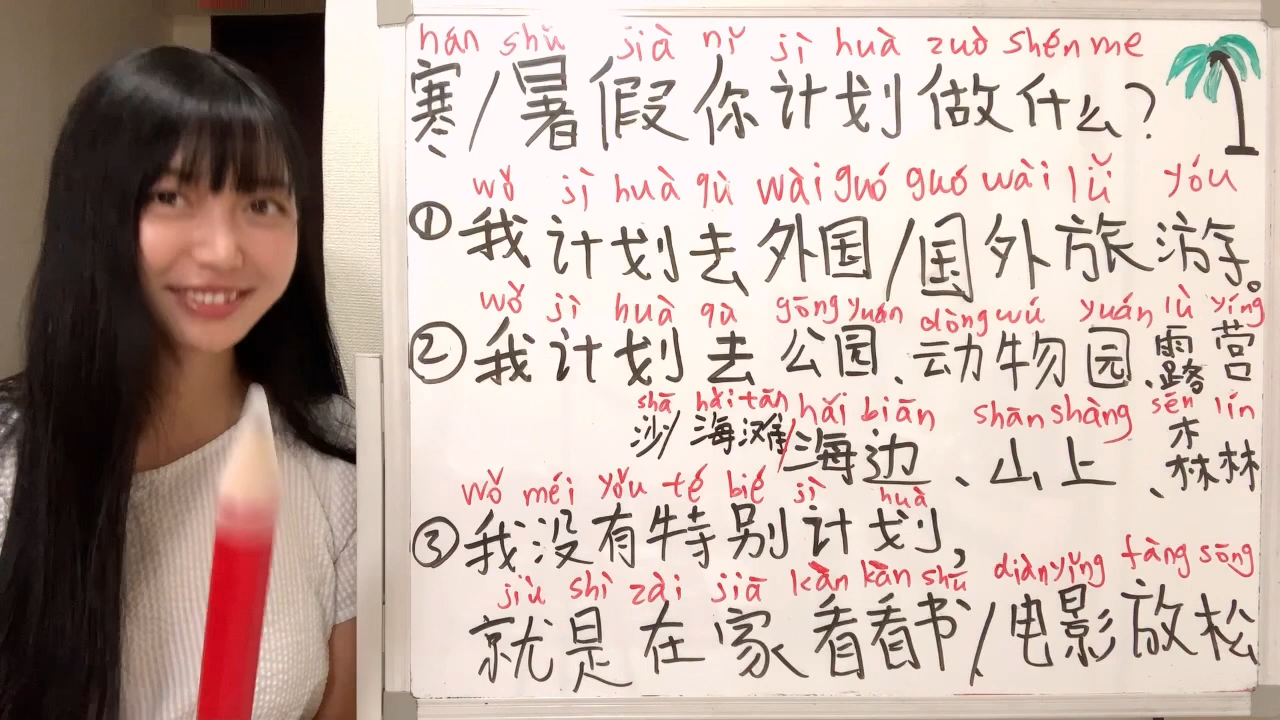 hán shǔ jià nǐ jì huà zuò shén me
寒/暑假你计划做什么?
wǒ jì huà qù wài guó guó wài lǚ yóu
①我计划去外国/国外旅游。
wǒ jì huà qù gōng yuán dòng wú yuán lù yíng
②我计划去公园、动物园、露营
shā hǎi tān hǎi biān shān shàng sēn lín
沙/海滩/海边、山上、森林
wǒ méi yǒu té bié jì huà
③我没有特别计划,
jiù shì zài jiā kàn kàn shū diàn yǐng fàng sōng
就是在家看看书/电影放松